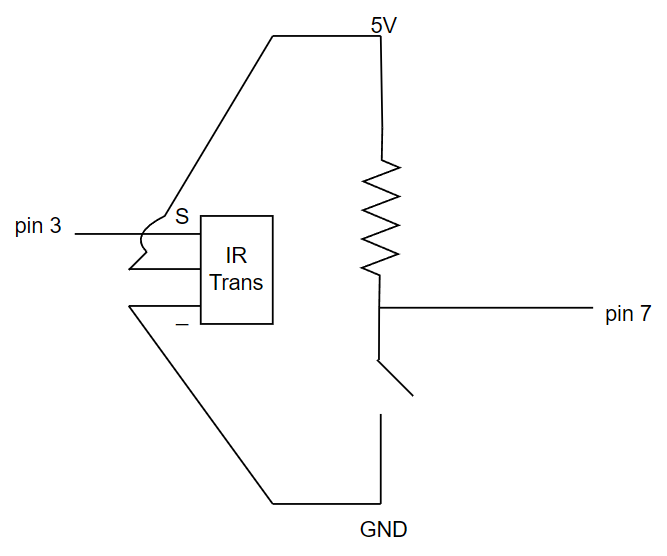 5V
S
pin 3
IR
Trans
_
pin 7
GND